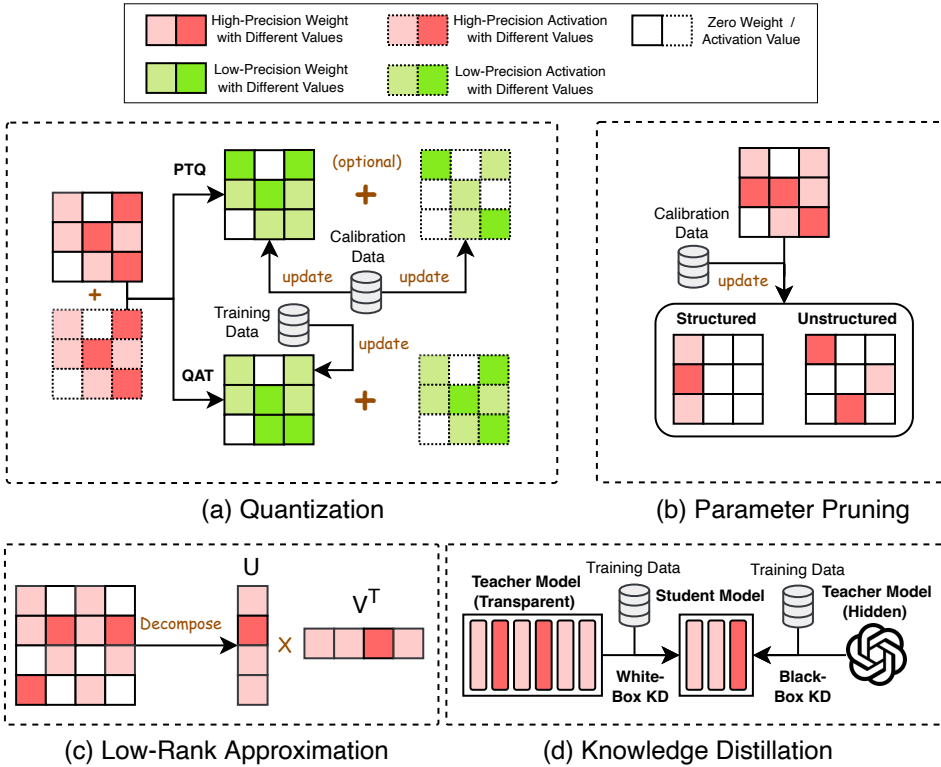 High-Precision Weight
with Different Values
High-Precision Activation
with Different Values
Zero Weight /
Activation Value
Low-Precision Weight
with Different Values
Low-Precision Activation
with Different Values
PTQ
(optional)
+
Calibration
Data
update
update
+
Training
Data
update
QAT
+
(a) Quantization
Calibration
Data
update
Structured
Unstructured
(b) Parameter Pruning
U
V^T
Decompose
X
(c) Low-Rank Approximation
Training Data
Training Data
Teacher Model
(Transparent)
Student Model
Teacher Model
(Hidden)
White-
Box KD
Black-
Box KD
(d) Knowledge Distillation